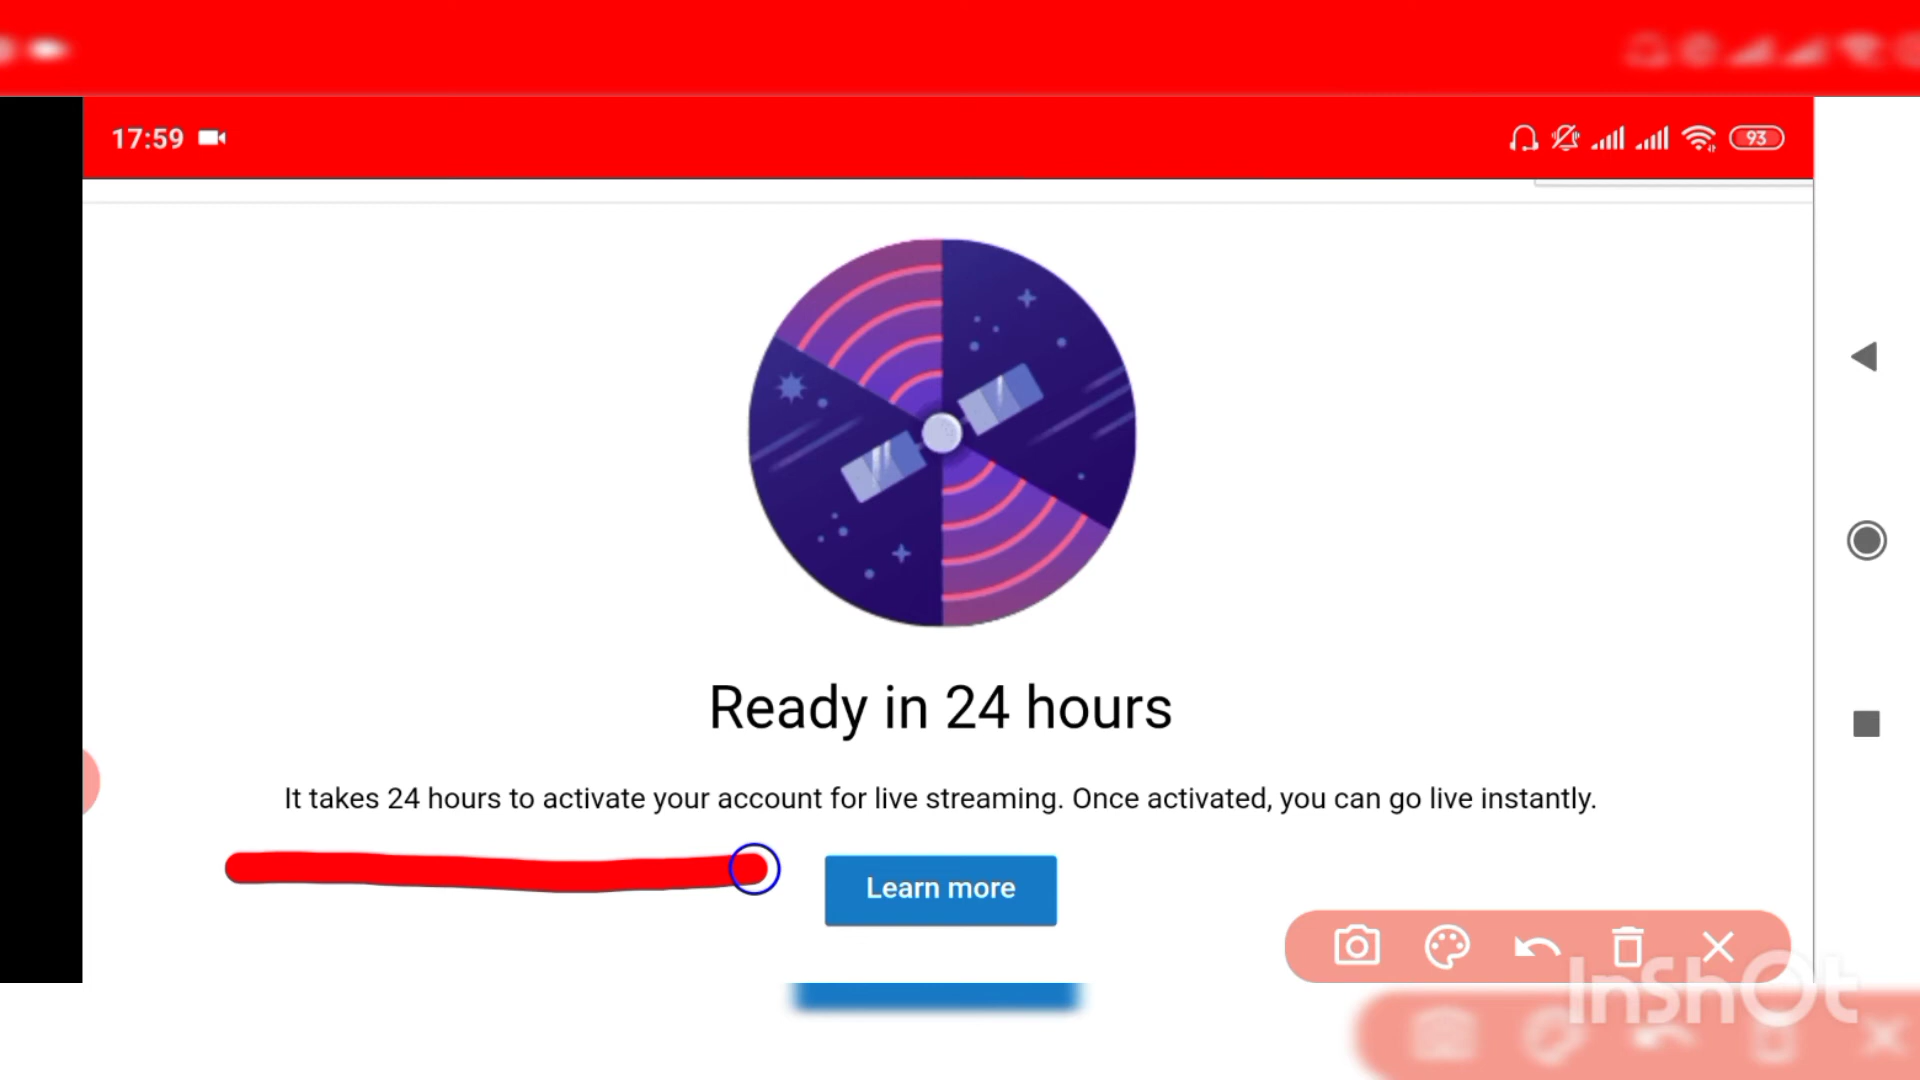 17:59
93
Ready in 24 hours
It takes 24 hours to activate your account for live streaming. Once activated, you can go live instantly.
Learn more
InShOt